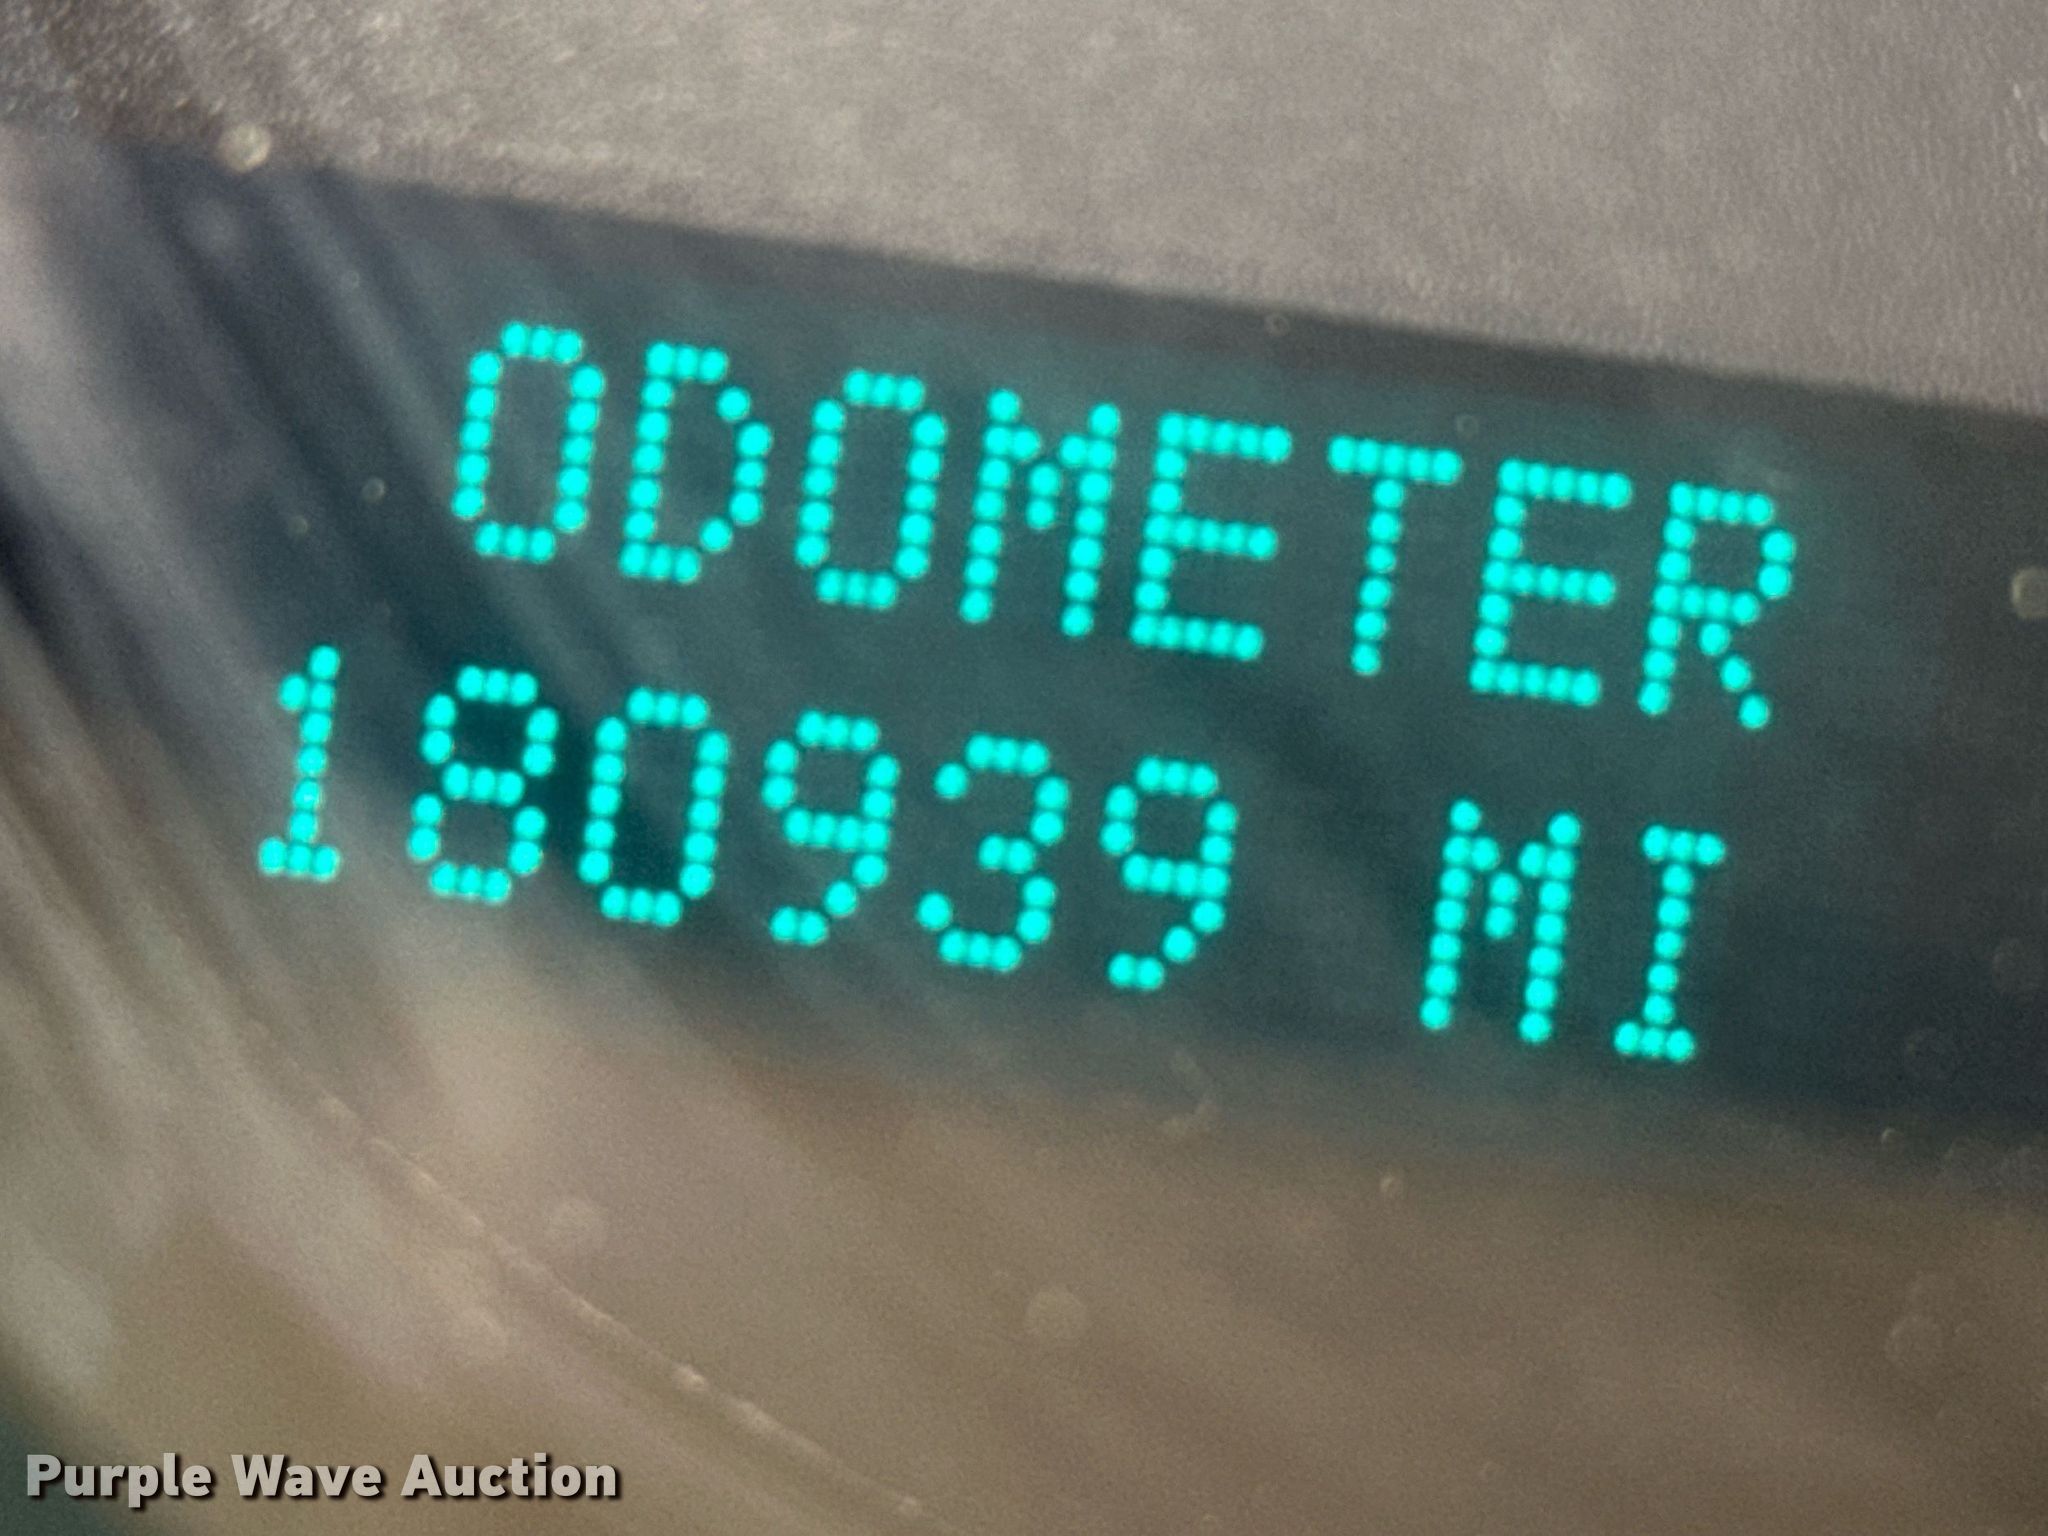 ODOMETER
180939 MI
Purple Wave Auction